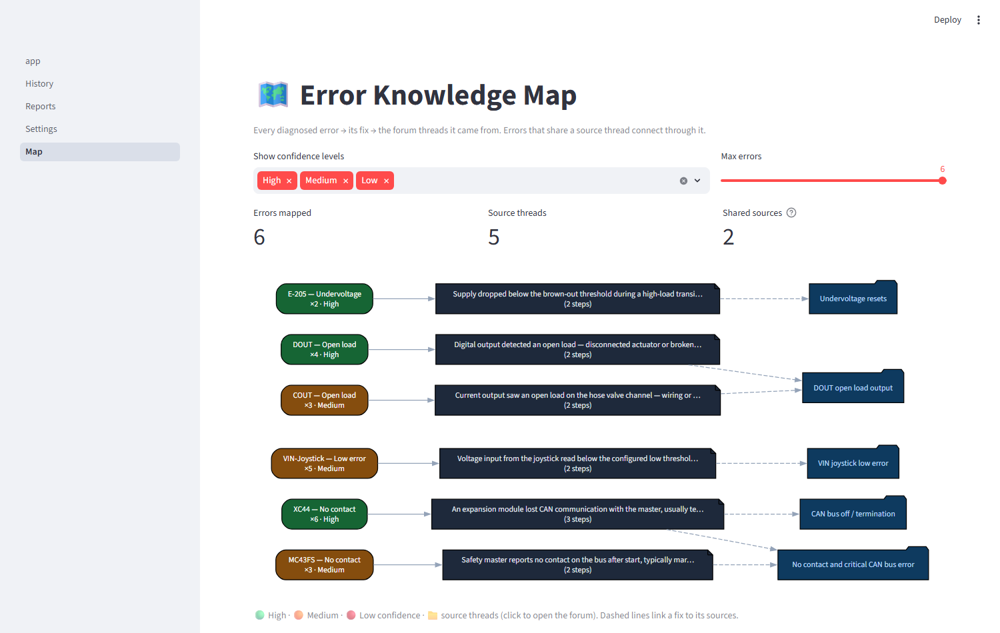 Deploy
app
History
Reports
Settings
Map
Error Knowledge Map
Every diagnosed error → its fix → the forum threads it came from. Errors that share a source thread connect through it.
Show confidence levels
Max errors
High × Medium × Low ×
6
Errors mapped
Source threads
Shared sources
6
5
2
E-205 — Undervoltage
×2 · High
Supply dropped below the brown-out threshold during a high-load transi…
(2 steps)
Undervoltage resets
DOUT — Open load
×4 · High
Digital output detected an open load — disconnected actuator or broken…
(2 steps)
DOUT open load output
COUT — Open load
×3 · Medium
Current output saw an open load on the hose valve channel — wiring or …
(2 steps)
VIN-Joystick — Low error
×5 · Medium
Voltage input from the joystick read below the configured low threshol…
(2 steps)
VIN joystick low error
XC44 — No contact
×6 · High
An expansion module lost CAN communication with the master, usually te…
(3 steps)
CAN bus off / termination
MC43FS — No contact
×3 · Medium
Safety master reports no contact on the bus after start, typically mar…
(2 steps)
No contact and critical CAN bus error
High · Medium · Low confidence · source threads (click to open the forum). Dashed lines link a fix to its sources.